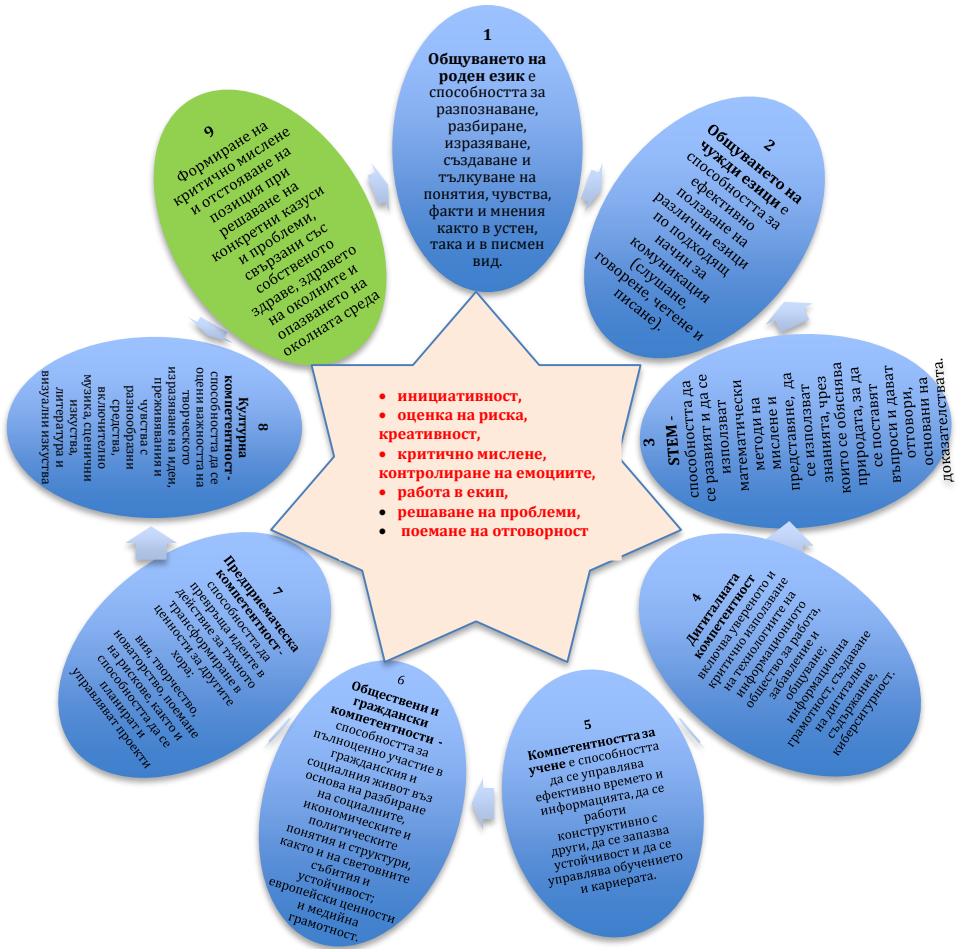 1
Общуването на
роден език е
способността за
разпознаване,
разбиране,
изразяване,
създаване и
тълкуване на
понятия, чувства,
факти и мнения
както в устен,
така и в писмен
вид.
2
Общуването на
чужди езици е
способността за
ефективно
ползване на
различни езици
по подходящ
начин за
комуникация
(слушане,
говорене, четене и
писане).
3
STEM -
способността да
се развият и да се
използват
математически
методи на
мислене и
представяне, да
се използват
знанията, чрез
които се обяснява
природата, за да
се поставят
въпроси и дават
отговори,
основани на
доказателствата.
4
Дигиталната
компетентност
включва увереното и
критично използване
на технологиите на
информационното
общество за работа,
забавление и
общуване;
информационна
грамотност, създаване
на дигитално
съдържание,
киберсигурност.
5
Компетентността за
учене е способността
да се управлява
ефективно времето и
информацията, да се
работи
конструктивно с
други, да се запазва
устойчивост и да се
управлява обучението
и кариерата.
6
Обществени и
граждански
компетентности -
способността за
пълноценно участие в
гражданския и
социалния живот въз
основа на разбиране
на социалните,
икономическите и
политическите
понятия и структури,
както и на световните
събития и
устойчивост;
европейски ценности
и медийна
грамотност.
7
Предприемаческа
компетентност -
способността да
превръща идеите в
действие за тяхното
трансформиране в
ценности за другите
хора;
вния, творчество,
новаторство, поемане
на рискове, както и
способността да се
планират и
управляват проекти
8
Културна
компетентност -
способността да се
оцени важността на
творческото
изразяване на идеи,
преживявания и
чувства с
разнообразни
средства,
включително
музика, сценични
изкуства,
литература и
визуални изкуства
9
Формиране на
критично мислене
и отстояване на
позиция при
решаване на
конкретни казуси
и проблеми,
свързани със
собственото
здраве, здравето
на околните и
опазването на
околната среда
• инициативност,
• оценка на риска,
креативност,
• критично мислене,
контролиране на емоциите,
• работа в екип,
• решаване на проблеми,
• поемане на отговорност